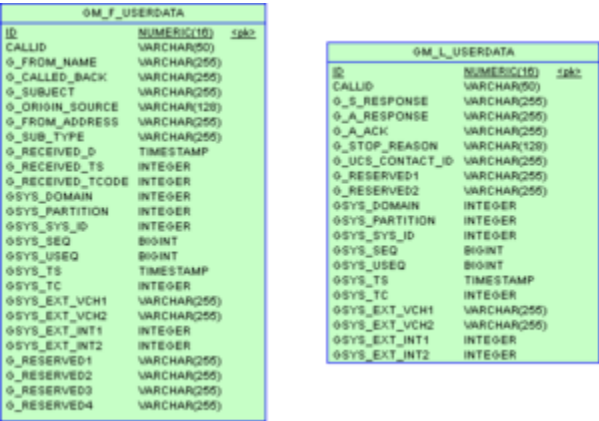 GM_F_USERDATA
ID NUMERIC(16) <pk>
CALLID VARCHAR(50)
G_FROM_NAME VARCHAR(255)
G_CALLED_BACK VARCHAR(255)
G_SUBJECT VARCHAR(255)
G_ORIGIN_SOURCE VARCHAR(128)
G_FROM_ADDRESS VARCHAR(255)
G_SUB_TYPE VARCHAR(255)
G_RECEIVED_D TIMESTAMP
G_RECEIVED_TS INTEGER
G_RECEIVED_TCODE INTEGER
GSYS_DOMAIN INTEGER
GSYS_PARTITION INTEGER
GSYS_SYS_ID INTEGER
GSYS_SEQ BIGINT
GSYS_USEQ BIGINT
GSYS_TS TIMESTAMP
GSYS_TC INTEGER
GSYS_EXT_VCH1 VARCHAR(255)
GSYS_EXT_VCH2 VARCHAR(255)
GSYS_EXT_INT1 INTEGER
GSYS_EXT_INT2 INTEGER
G_RESERVED1 VARCHAR(255)
G_RESERVED2 VARCHAR(255)
G_RESERVED3 VARCHAR(255)
G_RESERVED4 VARCHAR(255)
GM_L_USERDATA
ID NUMERIC(16) <pk>
CALLID VARCHAR(50)
G_S_RESPONSE VARCHAR(255)
G_A_RESPONSE VARCHAR(255)
G_A_ACK VARCHAR(255)
G_STOP_REASON VARCHAR(128)
G_UCS_CONTACT_ID VARCHAR(255)
G_RESERVED1 VARCHAR(255)
G_RESERVED2 VARCHAR(255)
GSYS_DOMAIN INTEGER
GSYS_PARTITION INTEGER
GSYS_SYS_ID INTEGER
GSYS_SEQ BIGINT
GSYS_USEQ BIGINT
GSYS_TS TIMESTAMP
GSYS_TC INTEGER
GSYS_EXT_VCH1 VARCHAR(255)
GSYS_EXT_VCH2 VARCHAR(255)
GSYS_EXT_INT1 INTEGER
GSYS_EXT_INT2 INTEGER